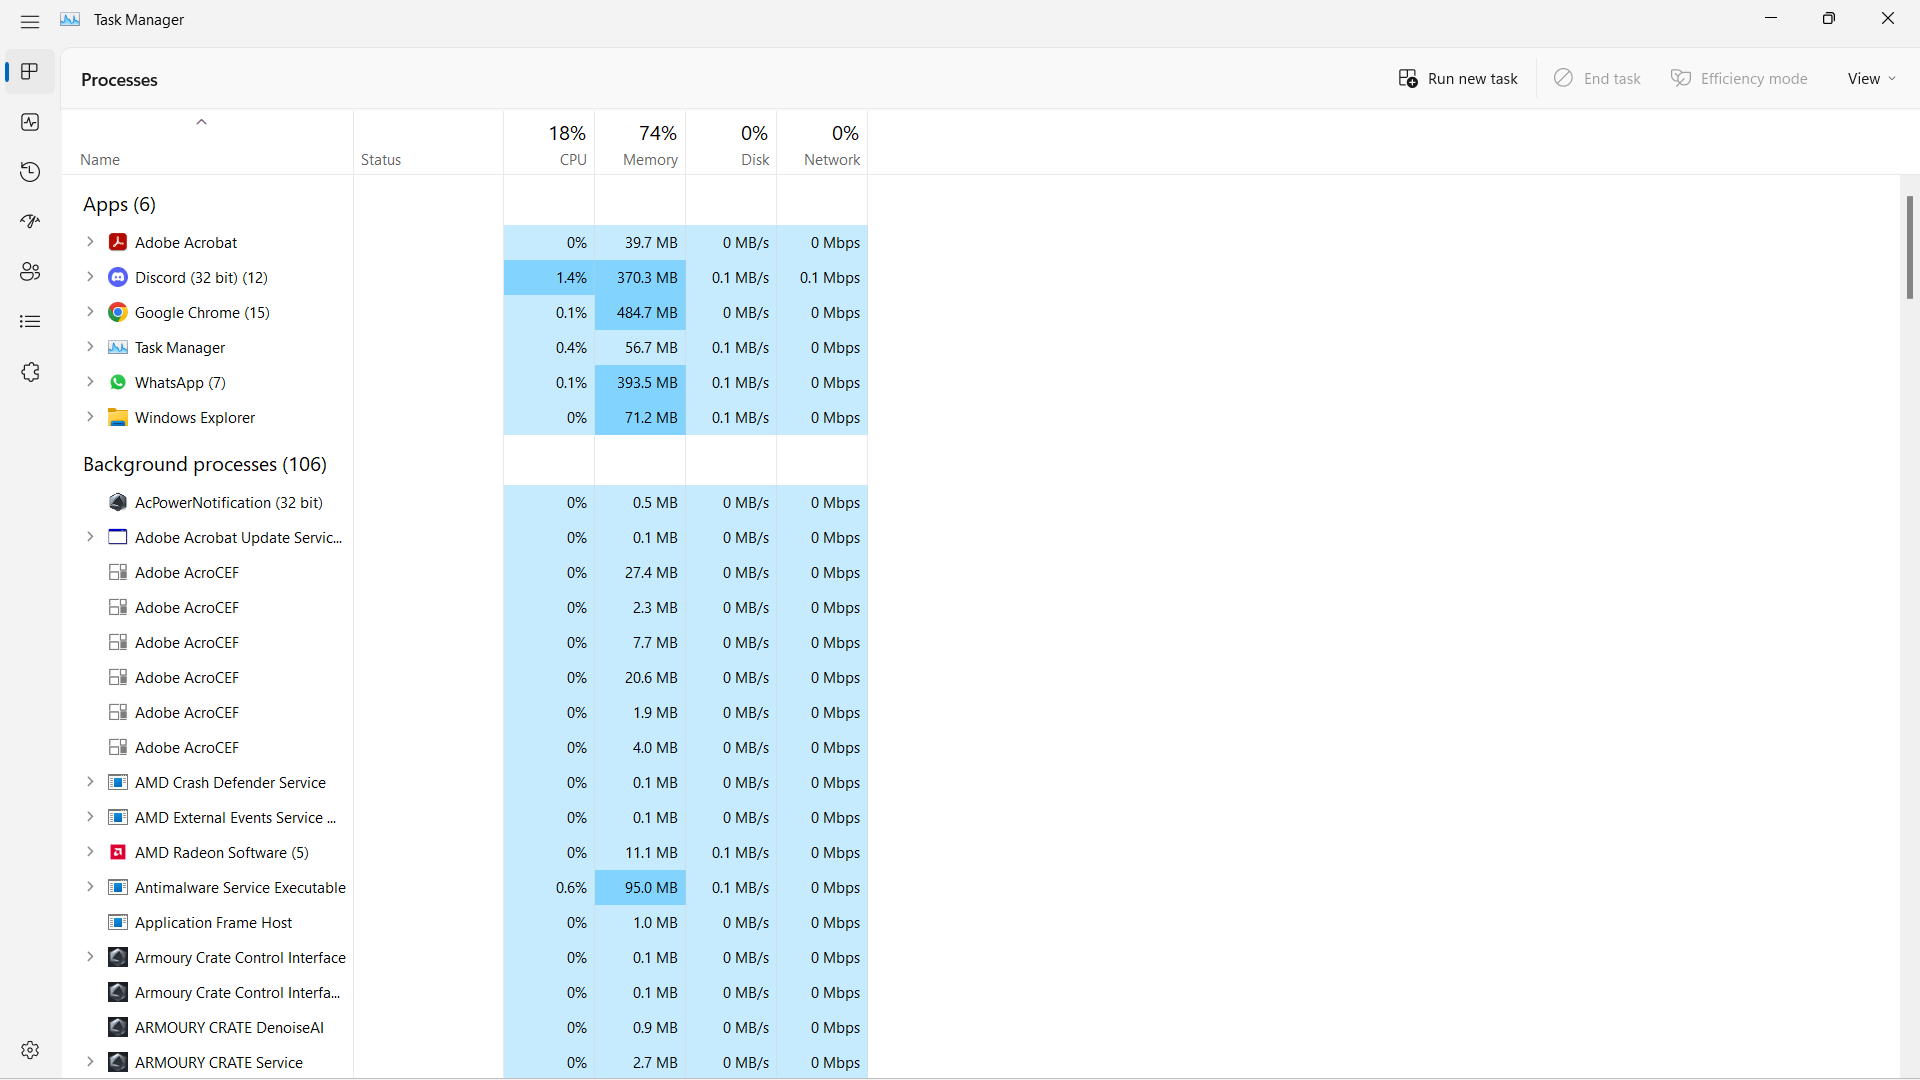 Task Manager
Processes
Run new task End task Efficiency mode View
18% 74% 0% 0%
Name Status CPU Memory Disk Network
Apps (6)
Adobe Acrobat 0% 39.7 MB 0 MB/s 0 Mbps
Discord (32 bit) (12) 1.4% 370.3 MB 0.1 MB/s 0.1 Mbps
Google Chrome (15) 0.1% 484.7 MB 0 MB/s 0 Mbps
Task Manager 0.4% 56.7 MB 0.1 MB/s 0 Mbps
WhatsApp (7) 0.1% 393.5 MB 0.1 MB/s 0 Mbps
Windows Explorer 0% 71.2 MB 0.1 MB/s 0 Mbps
Background processes (106)
AcPowerNotification (32 bit) 0% 0.5 MB 0 MB/s 0 Mbps
Adobe Acrobat Update Servic... 0% 0.1 MB 0 MB/s 0 Mbps
Adobe AcroCEF 0% 27.4 MB 0 MB/s 0 Mbps
Adobe AcroCEF 0% 2.3 MB 0 MB/s 0 Mbps
Adobe AcroCEF 0% 7.7 MB 0 MB/s 0 Mbps
Adobe AcroCEF 0% 20.6 MB 0 MB/s 0 Mbps
Adobe AcroCEF 0% 1.9 MB 0 MB/s 0 Mbps
Adobe AcroCEF 0% 4.0 MB 0 MB/s 0 Mbps
AMD Crash Defender Service 0% 0.1 MB 0 MB/s 0 Mbps
AMD External Events Service ... 0% 0.1 MB 0 MB/s 0 Mbps
AMD Radeon Software (5) 0% 11.1 MB 0.1 MB/s 0 Mbps
Antimalware Service Executable 0.6% 95.0 MB 0.1 MB/s 0 Mbps
Application Frame Host 0% 1.0 MB 0 MB/s 0 Mbps
Armoury Crate Control Interface 0% 0.1 MB 0 MB/s 0 Mbps
Armoury Crate Control Interfa... 0% 0.1 MB 0 MB/s 0 Mbps
ARMOURY CRATE DenoiseAI 0% 0.9 MB 0 MB/s 0 Mbps
ARMOURY CRATE Service 0% 2.7 MB 0 MB/s 0 Mbps